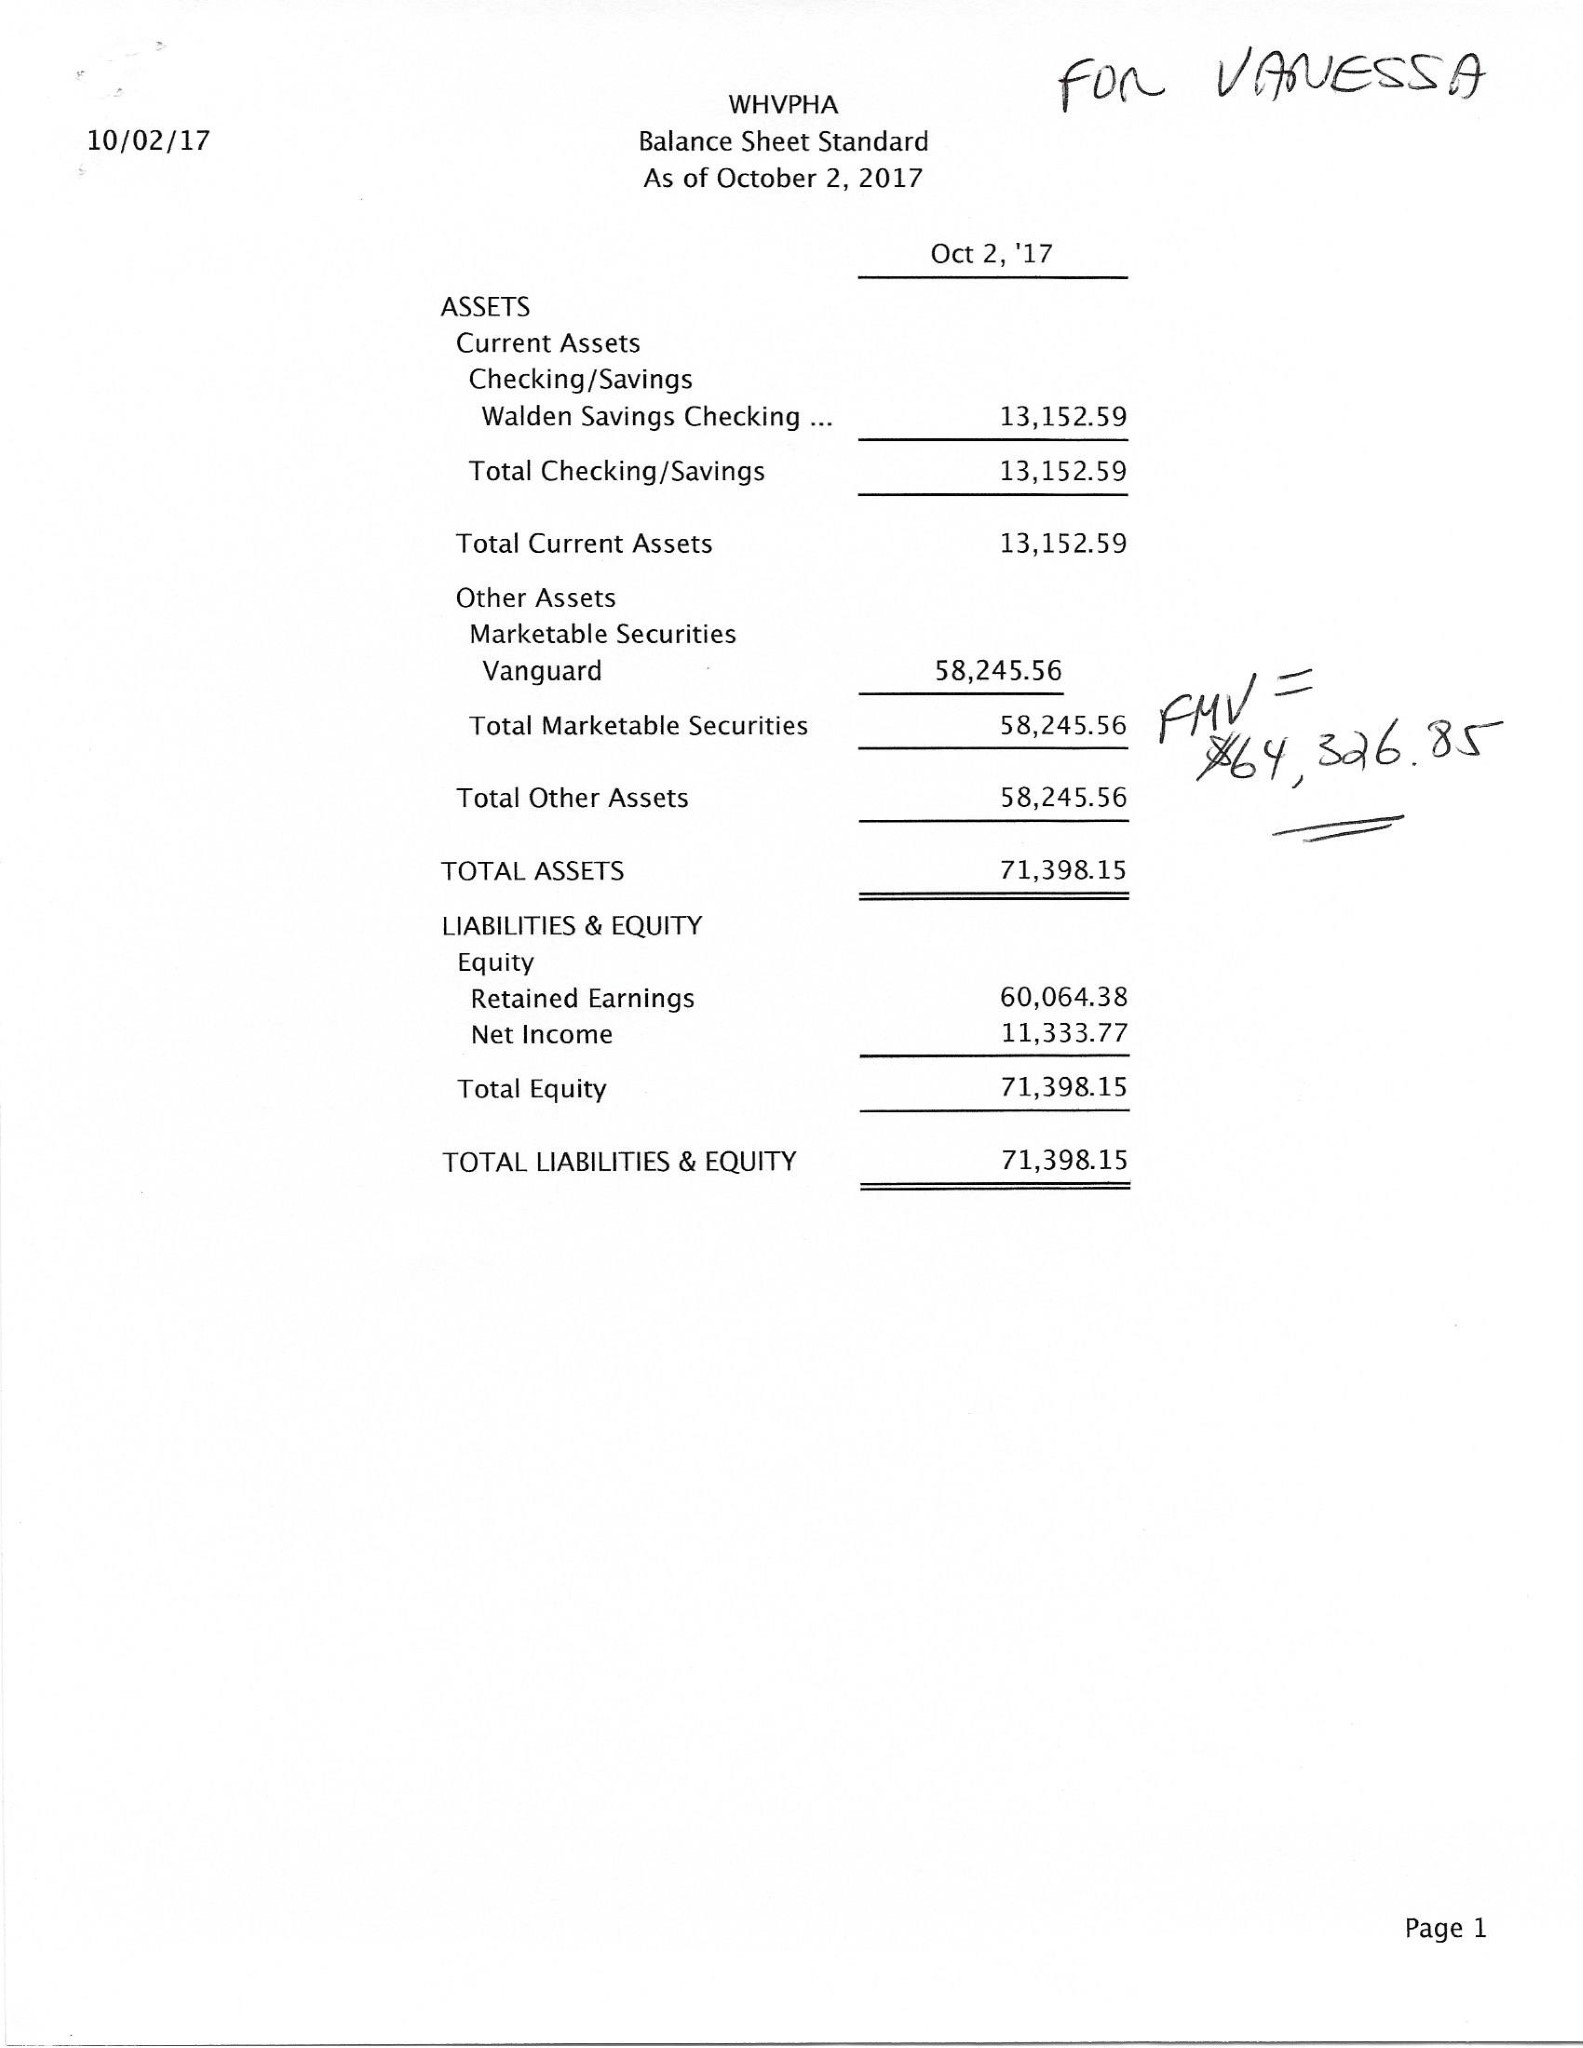 FOR VANESSA
WHVPHA
10/02/17
Balance Sheet Standard
As of October 2, 2017
Oct 2, '17
ASSETS
Current Assets
Checking/Savings
Walden Savings Checking ... 13,152.59
Total Checking/Savings 13,152.59
Total Current Assets 13,152.59
Other Assets
Marketable Securities
Vanguard 58,245.56
Total Marketable Securities 58,245.56
FMV =
$64,326.85
Total Other Assets 58,245.56
TOTAL ASSETS 71,398.15
LIABILITIES & EQUITY
Equity
Retained Earnings 60,064.38
Net Income 11,333.77
Total Equity 71,398.15
TOTAL LIABILITIES & EQUITY 71,398.15
Page 1